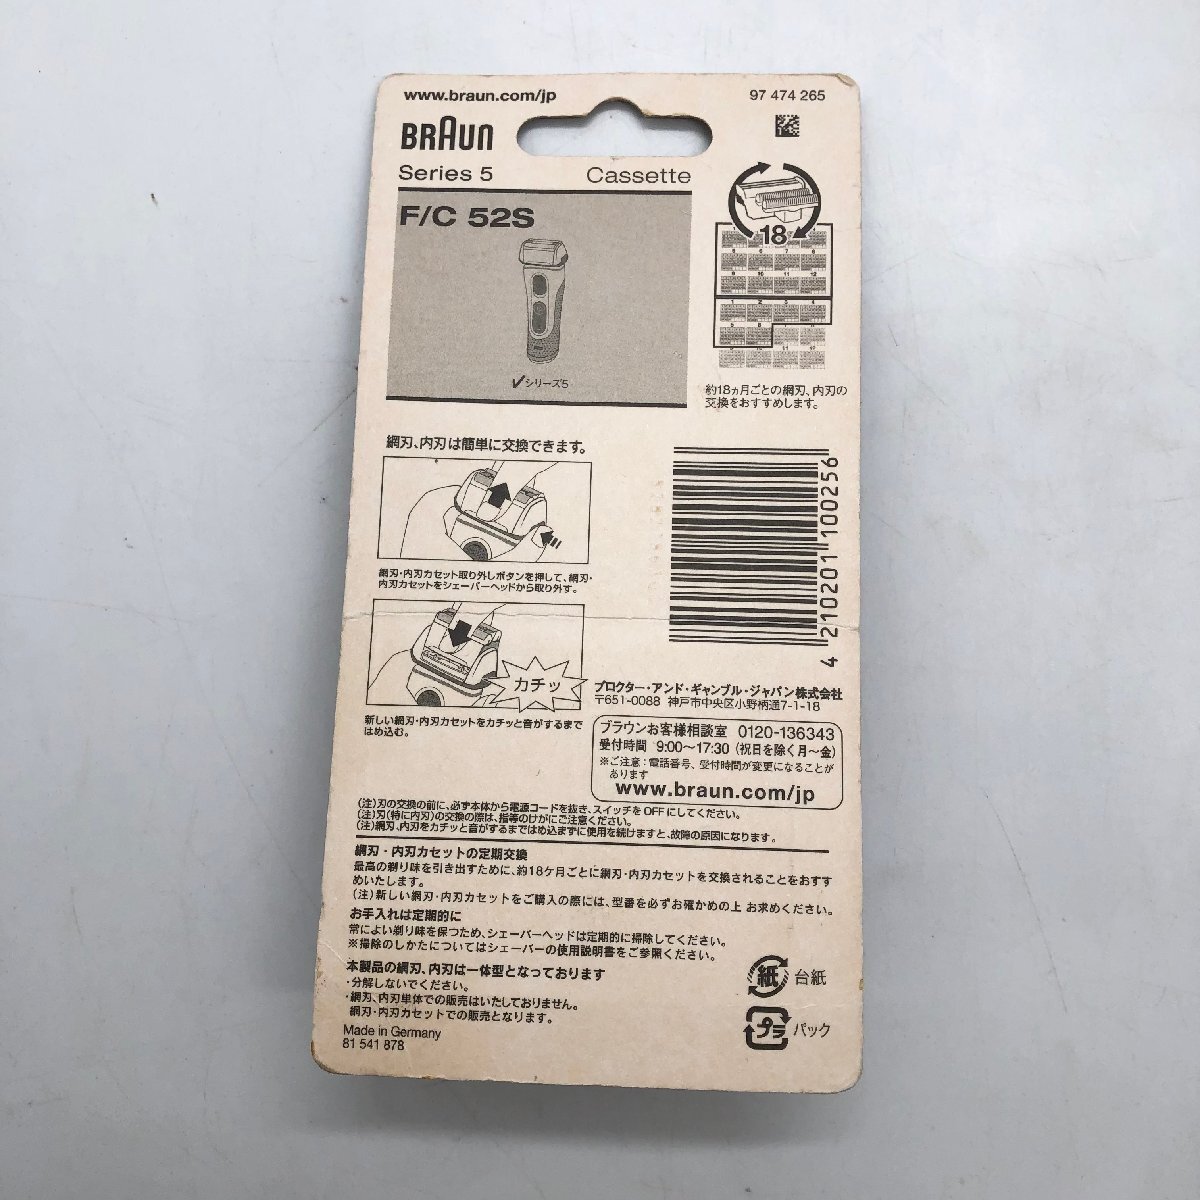 www.braun.com/jp
97 474 265
BRAUN
Series 5
Cassette
F/C 52S
✓シリーズ5
18
約18ヵ月ごとの網刃、内刃の
交換をおすすめします。
網刃、内刃は簡単に交換できます。
網刃・内刃カセット取り外しボタンを押して、網刃・
内刃カセットをシェーバーヘッドから取り外す。
カチッ
新しい網刃・内刃カセットをカチッと音がするまで
はめ込む。
4 210201 100256
プロクター・アンド・ギャンブル・ジャパン株式会社
〒651-0088 神戸市中央区小野柄通7-1-18
ブラウンお客様相談室 0120-136343
受付時間 9:00～17:30 (祝日を除く月～金)
※ご注意：電話番号、受付時間が変更になることが
あります
www.braun.com/jp
(注)刃の交換の前に、必ず本体から電源コードを抜き、スイッチをOFFにしてください。
(注)刃(特に内刃)の交換の際は、指等のけがにご注意ください。
(注)網刃、内刃をカチッと音がするまではめ込まずに使用を続けますと、故障の原因になります。
網刃・内刃カセットの定期交換
最高の剃り味を引き出すために、約18ケ月ごとに網刃・内刃カセットを交換されることをおすす
めいたします。
(注)新しい網刃・内刃カセットをご購入の際には、型番を必ずお確かめの上 お求めください。
お手入れは定期的に
常によい剃り味を保つため、シェーバーヘッドは定期的に掃除してください。
※掃除のしかたについてはシェーバーの使用説明書をご参照ください。
本製品の網刃、内刃は一体型となっております
・分解しないでください。
・網刃、内刃単体での販売はいたしておりません。
網刃・内刃カセットでの販売となります。
Made in Germany
81 541 878
紙 台紙
プラ パック